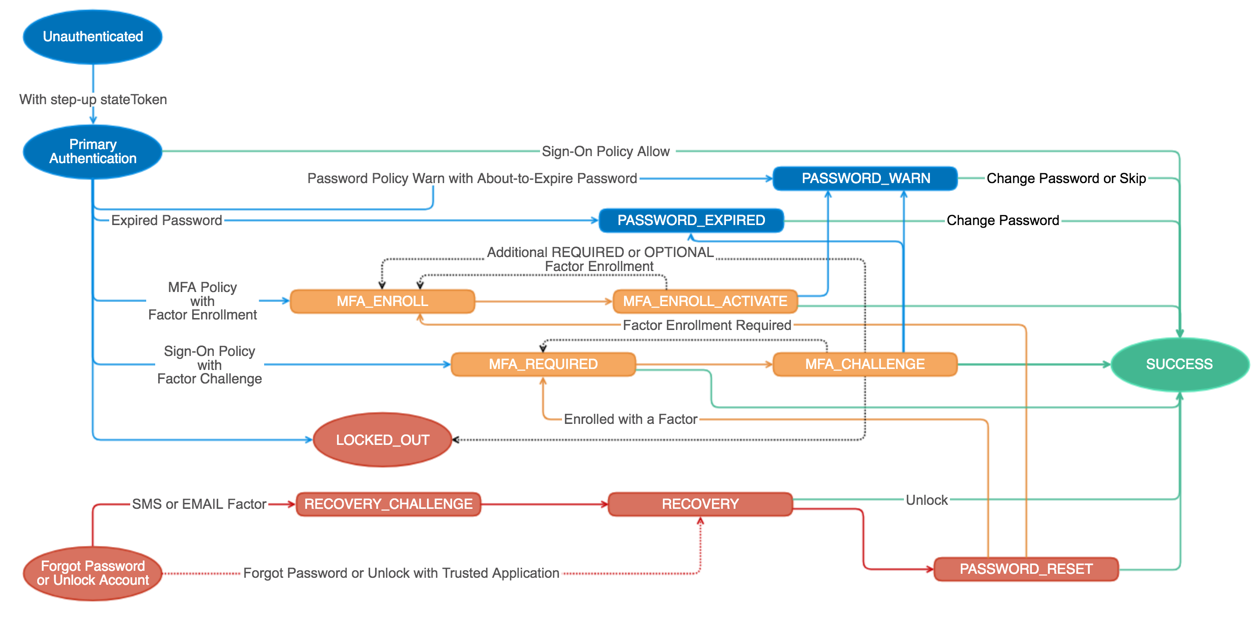 Unauthenticated
With step-up stateToken
Primary
Authentication
Sign-On Policy Allow
Password Policy Warn with About-to-Expire Password
PASSWORD_WARN
Change Password or Skip
Expired Password
PASSWORD_EXPIRED
Change Password
Additional REQUIRED or OPTIONAL
Factor Enrollment
MFA Policy
with
Factor Enrollment
MFA_ENROLL
MFA_ENROLL_ACTIVATE
Factor Enrollment Required
Sign-On Policy
with
Factor Challenge
MFA_REQUIRED
MFA_CHALLENGE
SUCCESS
Enrolled with a Factor
LOCKED_OUT
SMS or EMAIL Factor
RECOVERY_CHALLENGE
RECOVERY
Unlock
Forgot Password
or Unlock Account
Forgot Password or Unlock with Trusted Application
PASSWORD_RESET